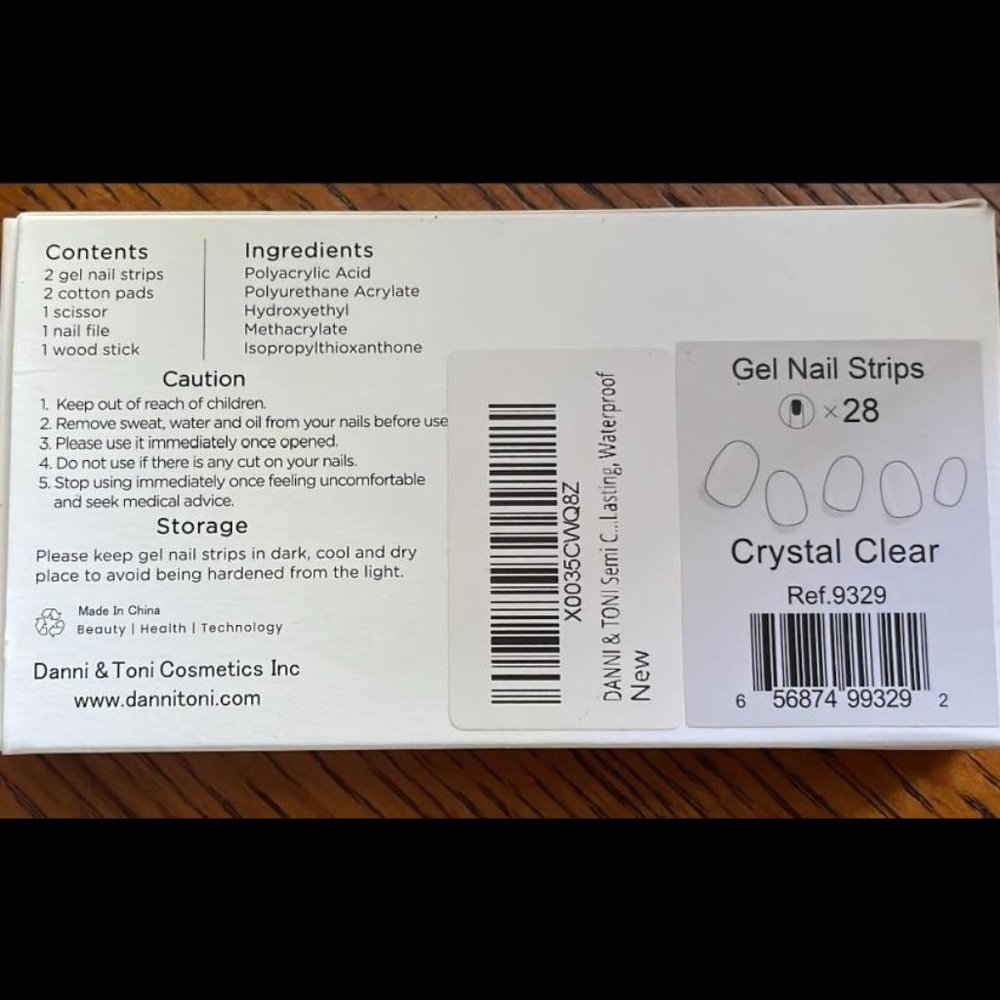 Contents
2 gel nail strips
2 cotton pads
1 scissor
1 nail file
1 wood stick
Ingredients
Polyacrylic Acid
Polyurethane Acrylate
Hydroxyethyl
Methacrylate
Isopropylthioxanthone
Caution
1. Keep out of reach of children.
2. Remove sweat, water and oil from your nails before use
3. Please use it immediately once opened.
4. Do not use if there is any cut on your nails.
5. Stop using immediately once feeling uncomfortable
and seek medical advice.
Storage
Please keep gel nail strips in dark, cool and dry
place to avoid being hardened from the light.
Made In China
Beauty | Health | Technology
Danni & Toni Cosmetics Inc
www.dannitoni.com
X0035CWQ8Z
DANNI & TONI Semi C...Lasting, Waterproof
New
Gel Nail Strips
×28
Crystal Clear
Ref.9329
6 56874 99329 2